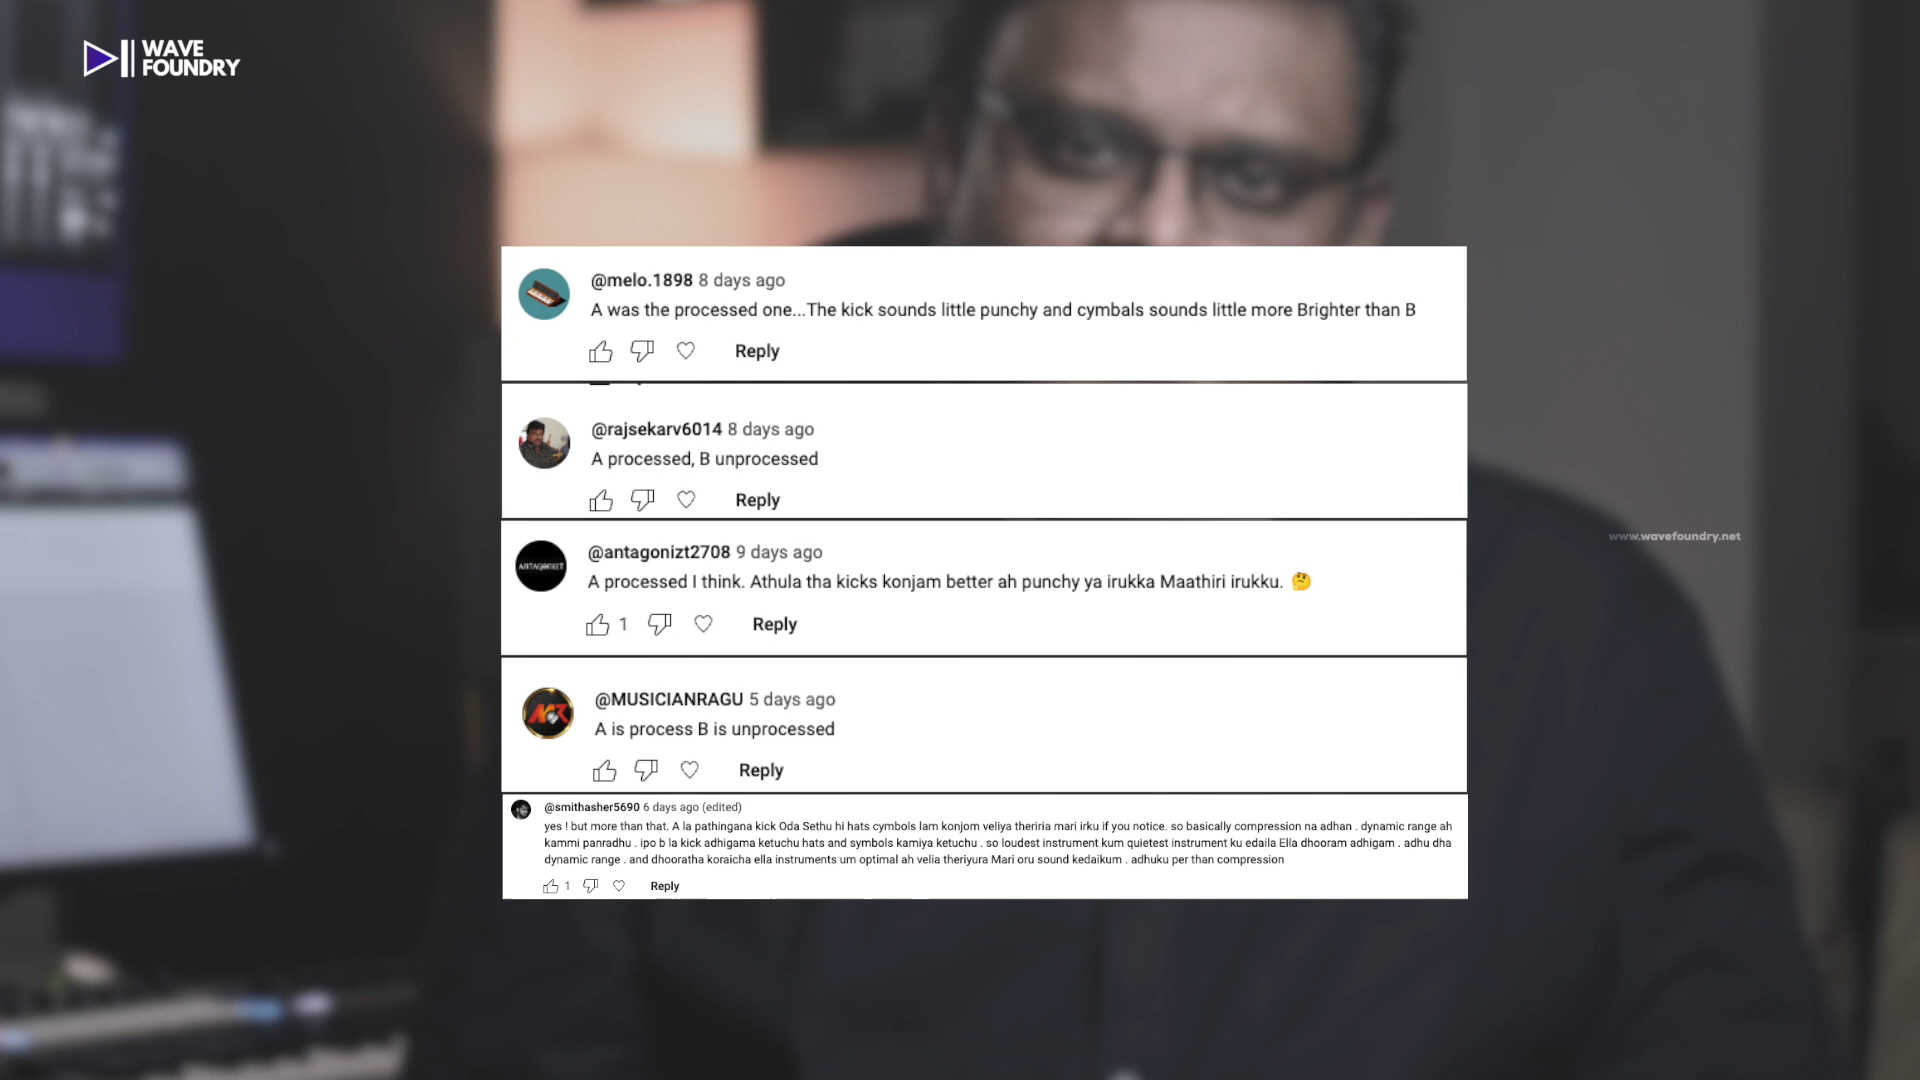 WAVE
FOUNDRY
@melo.1898 8 days ago
A was the processed one...The kick sounds little punchy and cymbals sounds little more Brighter than B
Reply
@rajsekarv6014 8 days ago
A processed, B unprocessed
Reply
www.wavefoundry.net
@antagonizt2708 9 days ago
ANTAGONIZT
A processed I think. Athula tha kicks konjam better ah punchy ya irukka Maathiri irukku. 🤔
1 Reply
@MUSICIANRAGU 5 days ago
A is process B is unprocessed
Reply
@smithasher5690 6 days ago (edited)
yes ! but more than that. A la pathingana kick Oda Sethu hi hats cymbols lam konjom veliya theriria mari irku if you notice. so basically compression na adhan . dynamic range ah
kammi panradhu . ipo b la kick adhigama ketuchu hats and symbols kamiya ketuchu . so loudest instrument kum quietest instrument ku edaila Ella dhooram adhigam . adhu dha
dynamic range . and dhooratha koraicha ella instruments um optimal ah velia theriyura Mari oru sound kedaikum . adhuku per than compression
1 Reply